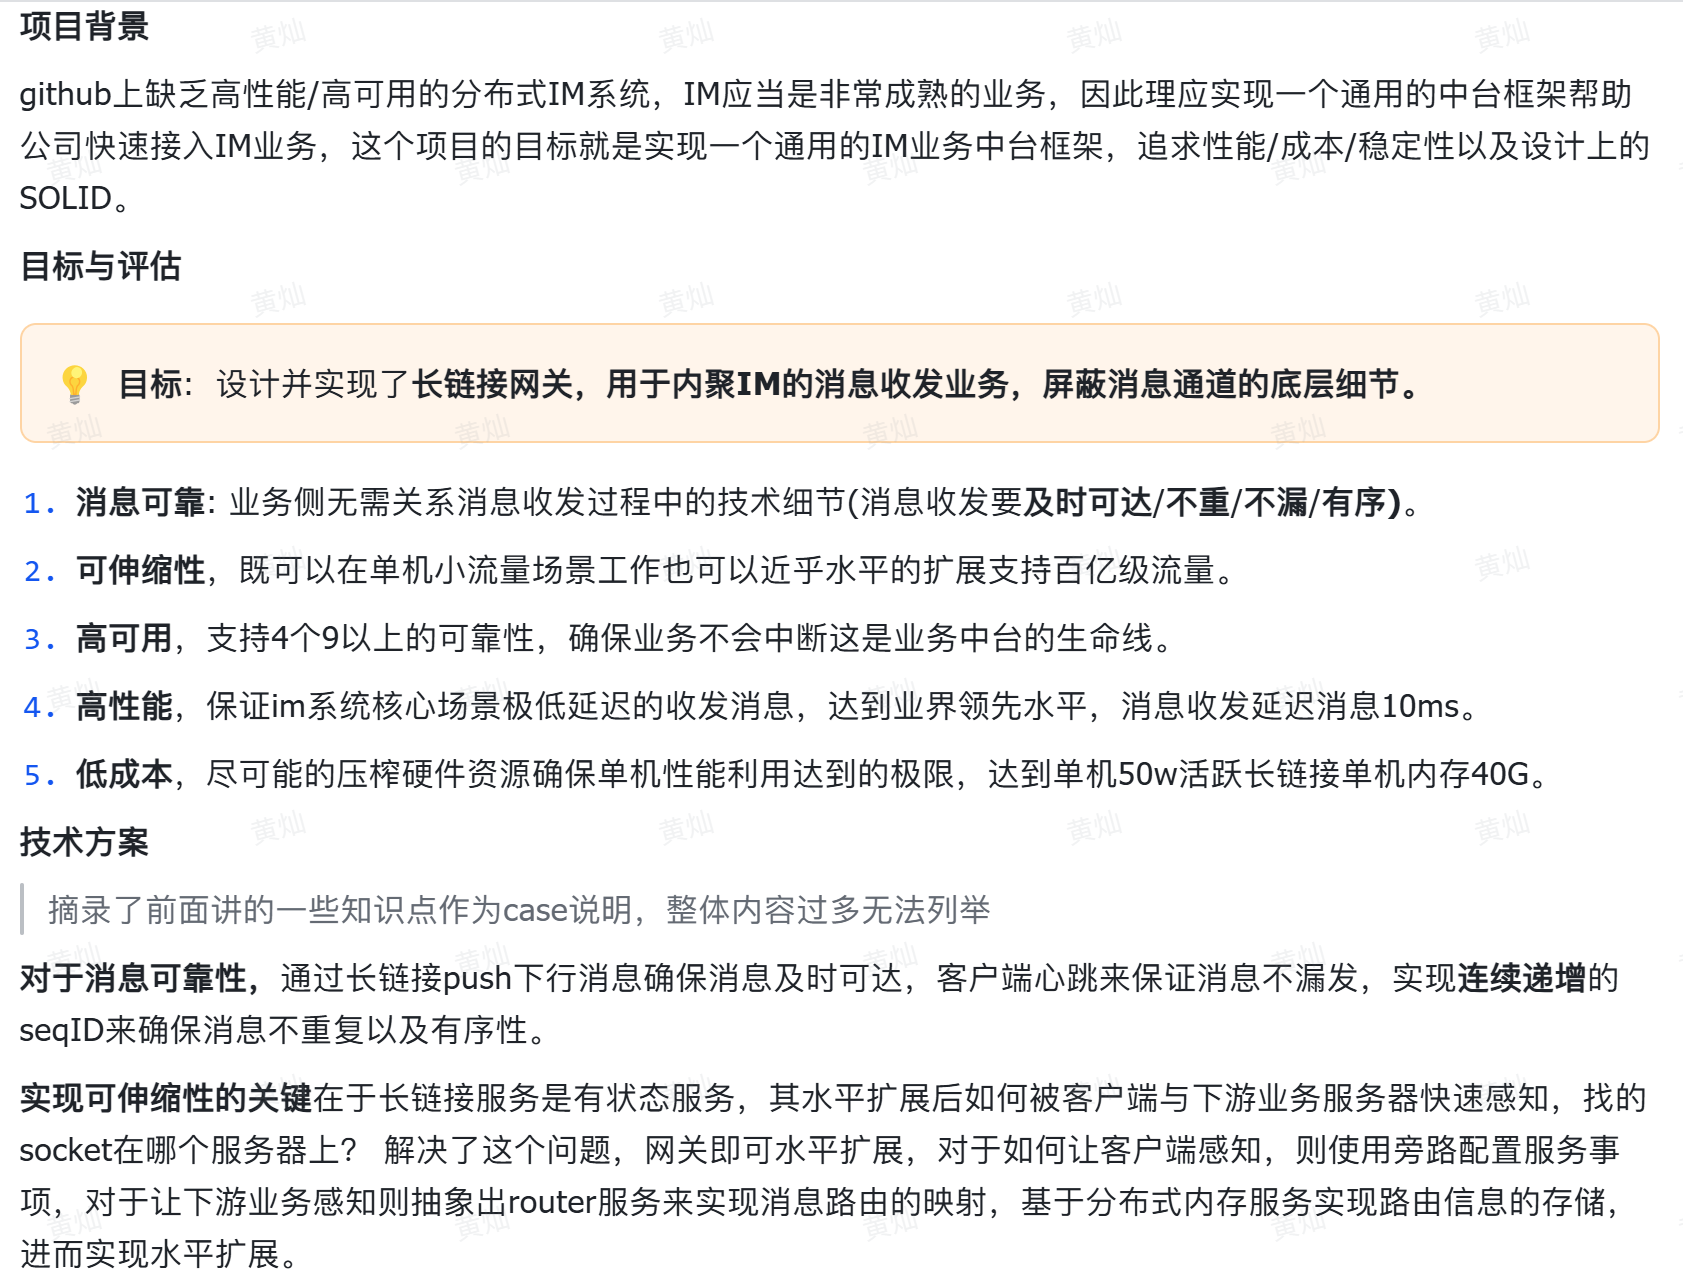 项目背景
github上缺乏高性能/高可用的分布式IM系统，IM应当是非常成熟的业务，因此理应实现一个通用的中台框架帮助
公司快速接入IM业务，这个项目的目标就是实现一个通用的IM业务中台框架，追求性能/成本/稳定性以及设计上的
SOLID。
目标与评估
目标：设计并实现了长链接网关，用于内聚IM的消息收发业务，屏蔽消息通道的底层细节。
1. 消息可靠：业务侧无需关系消息收发过程中的技术细节(消息收发要及时可达/不重/不漏/有序)。
2. 可伸缩性，既可以在单机小流量场景工作也可以近乎水平的扩展支持百亿级流量。
3. 高可用，支持4个9以上的可靠性，确保业务不会中断这是业务中台的生命线。
4. 高性能，保证im系统核心场景极低延迟的收发消息，达到业界领先水平，消息收发延迟消息10ms。
5. 低成本，尽可能的压榨硬件资源确保单机性能利用达到的极限，达到单机50w活跃长链接单机内存40G。
技术方案
摘录了前面讲的一些知识点作为case说明，整体内容过多无法列举
对于消息可靠性，通过长链接push下行消息确保消息及时可达，客户端心跳来保证消息不漏发，实现连续递增的
seqID来确保消息不重复以及有序性。
实现可伸缩性的关键在于长链接服务是有状态服务，其水平扩展后如何被客户端与下游业务服务器快速感知，找的
socket在哪个服务器上？ 解决了这个问题，网关即可水平扩展，对于如何让客户端感知，则使用旁路配置服务事
项，对于让下游业务感知则抽象出router服务来实现消息路由的映射，基于分布式内存服务实现路由信息的存储，
进而实现水平扩展。
黄灿